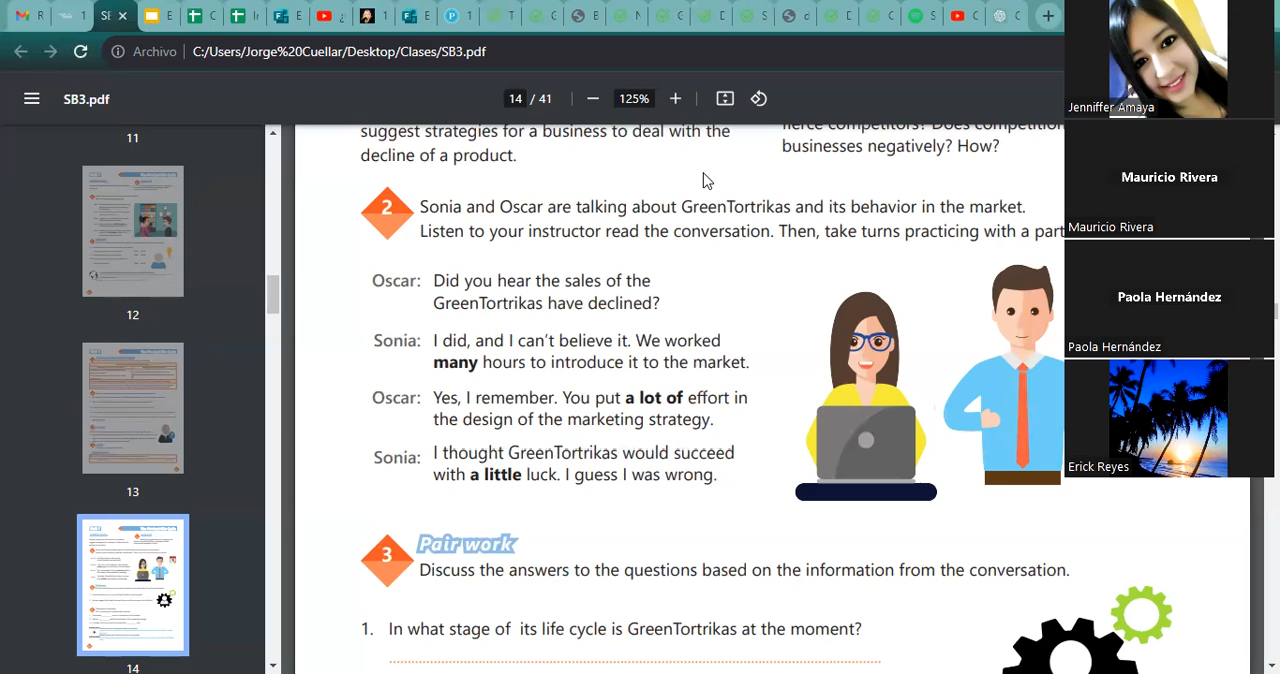 SB
E
C
Ir
E
¿
1
E
1
T
C
B
N
C
D
S
d
D
C
S
C
C
Archivo
C:/Users/Jorge%20Cuellar/Desktop/Clases/SB3.pdf
SB3.pdf
14 / 41
125%
11
12
13
14
suggest strategies for a business to deal with the
decline of a product.
fierce competitors? Does competition
businesses negatively? How?
2
Sonia and Oscar are talking about GreenTortrikas and its behavior in the market.
Listen to your instructor read the conversation. Then, take turns practicing with a part
Oscar: Did you hear the sales of the
GreenTortrikas have declined?
Sonia: I did, and I can't believe it. We worked
many hours to introduce it to the market.
Oscar: Yes, I remember. You put a lot of effort in
the design of the marketing strategy.
Sonia: I thought GreenTortrikas would succeed
with a little luck. I guess I was wrong.
3
Pair work
Discuss the answers to the questions based on the information from the conversation.
1. In what stage of its life cycle is GreenTortrikas at the moment?
Jenniffer Amaya
Mauricio Rivera
Mauricio Rivera
Paola Hernández
Paola Hernández
Erick Reyes